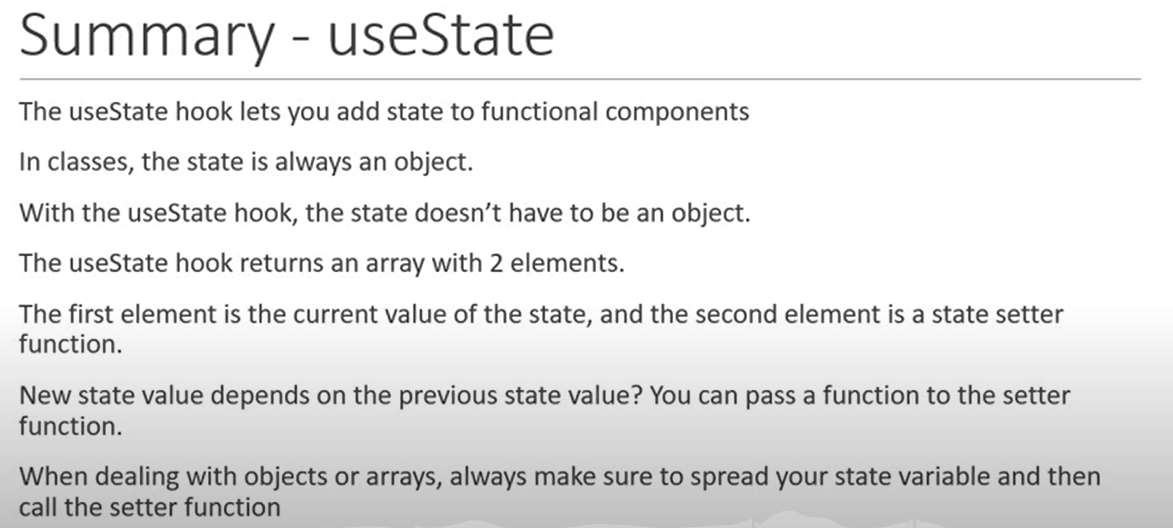 Summary - useState
The useState hook lets you add state to functional components
In classes, the state is always an object.
With the useState hook, the state doesn’t have to be an object.
The useState hook returns an array with 2 elements.
The first element is the current value of the state, and the second element is a state setter
function.
New state value depends on the previous state value? You can pass a function to the setter
function.
When dealing with objects or arrays, always make sure to spread your state variable and then
call the setter function